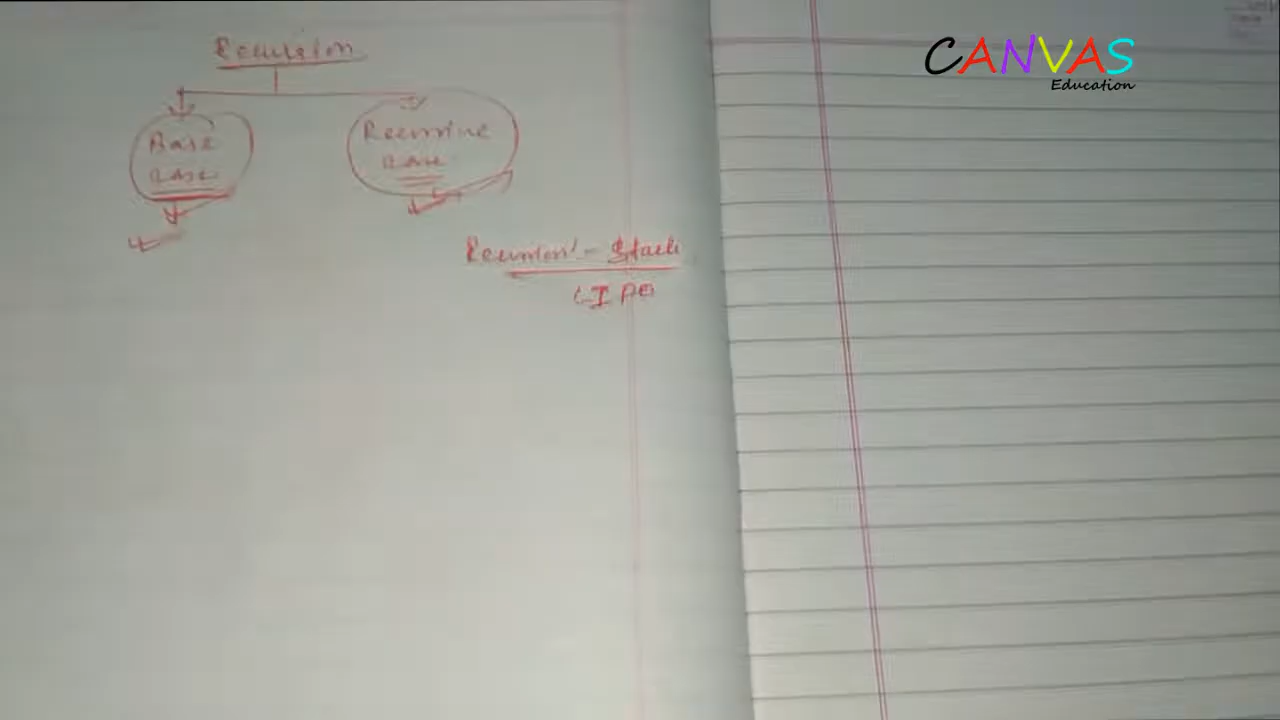 CANVAS
Education
Recursion
Base
case
Recursive
case
Recursion - Stack
LIFO